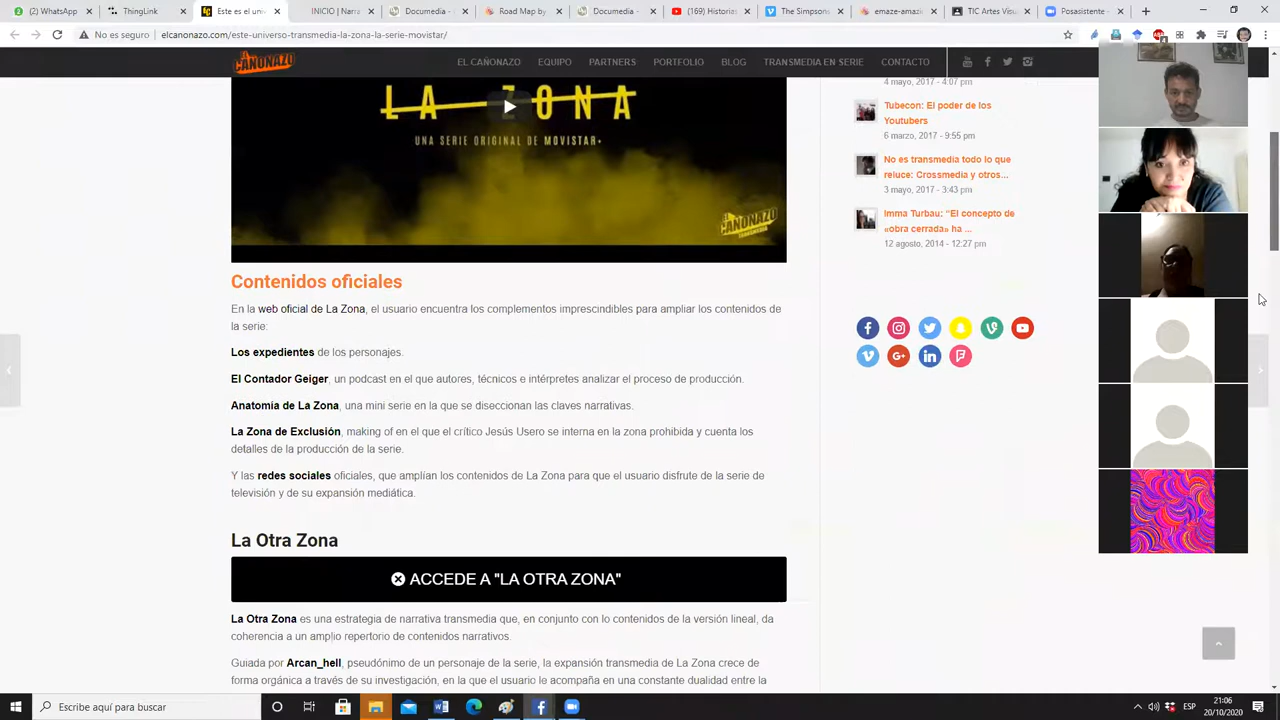 (2) WhatsApp
ThinkLink
Este es el un
INICIO | Narra
Documedia -
Road Map by
Documedia -
(169) Historias
The Simpsons
emaze-amaz
TIC Artes Visua
Posasistente -
No es seguro | elcanonazo.com/este-universo-transmedia-la-zona-la-serie-movistar/
EL CAÑONAZO
EL CAÑONAZO EQUIPO PARTNERS PORTFOLIO BLOG TRANSMEDIA EN SERIE CONTACTO
LA ZONA
UNA SERIE ORIGINAL DE MOVISTAR+
EL CAÑONAZO
TRANSMEDIA
4 mayo, 2017 - 4:07 pm
Tubecon: El poder de los
Youtubers
6 marzo, 2017 - 9:55 pm
No es transmedia todo lo que
reluce: Crossmedia y otros...
3 mayo, 2017 - 3:43 pm
Imma Turbau: “El concepto de
«obra cerrada» ha ...
12 agosto, 2014 - 12:27 pm
Contenidos oficiales
En la web oficial de La Zona, el usuario encuentra los complementos imprescindibles para ampliar los contenidos de
la serie:
Los expedientes de los personajes.
El Contador Geiger, un podcast en el que autores, técnicos e intérpretes analizar el proceso de producción.
Anatomía de La Zona, una mini serie en la que se diseccionan las claves narrativas.
La Zona de Exclusión, making of en el que el crítico Jesús Usero se interna en la zona prohibida y cuenta los
detalles de la producción de la serie.
Y las redes sociales oficiales, que amplían los contenidos de La Zona para que el usuario disfrute de la serie de
televisión y de su expansión mediática.
La Otra Zona
ACCEDE A "LA OTRA ZONA"
La Otra Zona es una estrategia de narrativa transmedia que, en conjunto con lo contenidos de la versión lineal, da
coherencia a un amplio repertorio de contenidos narrativos.
Guiada por Arcan_hell, pseudónimo de un personaje de la serie, la expansión transmedia de La Zona crece de
forma orgánica a través de su investigación, en la que el usuario le acompaña en una constante dualidad entre la
Escribe aquí para buscar
ESP
21:06
20/10/2020